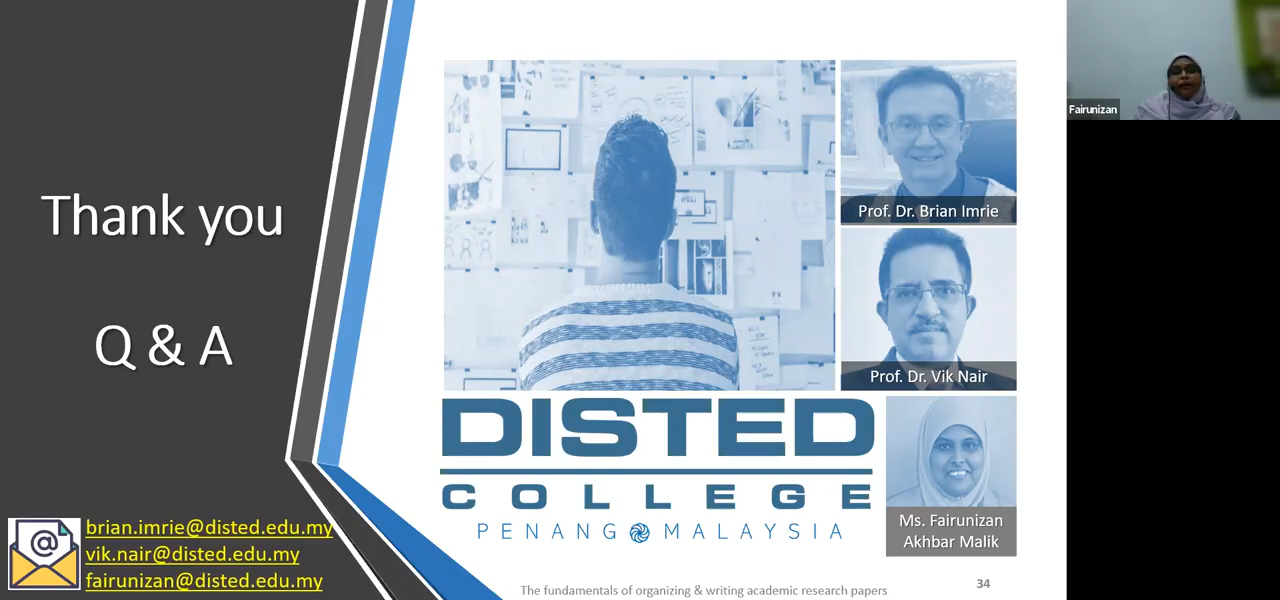 Thank you
Q & A
brian.imrie@disted.edu.my
vik.nair@disted.edu.my
fairunizan@disted.edu.my
@
Prof. Dr. Brian Imrie
Prof. Dr. Vik Nair
Ms. Fairunizan
Akhbar Malik
DISTED
COLLEGE
PENANG MALAYSIA
The fundamentals of organizing & writing academic research papers
34
Fairunizan